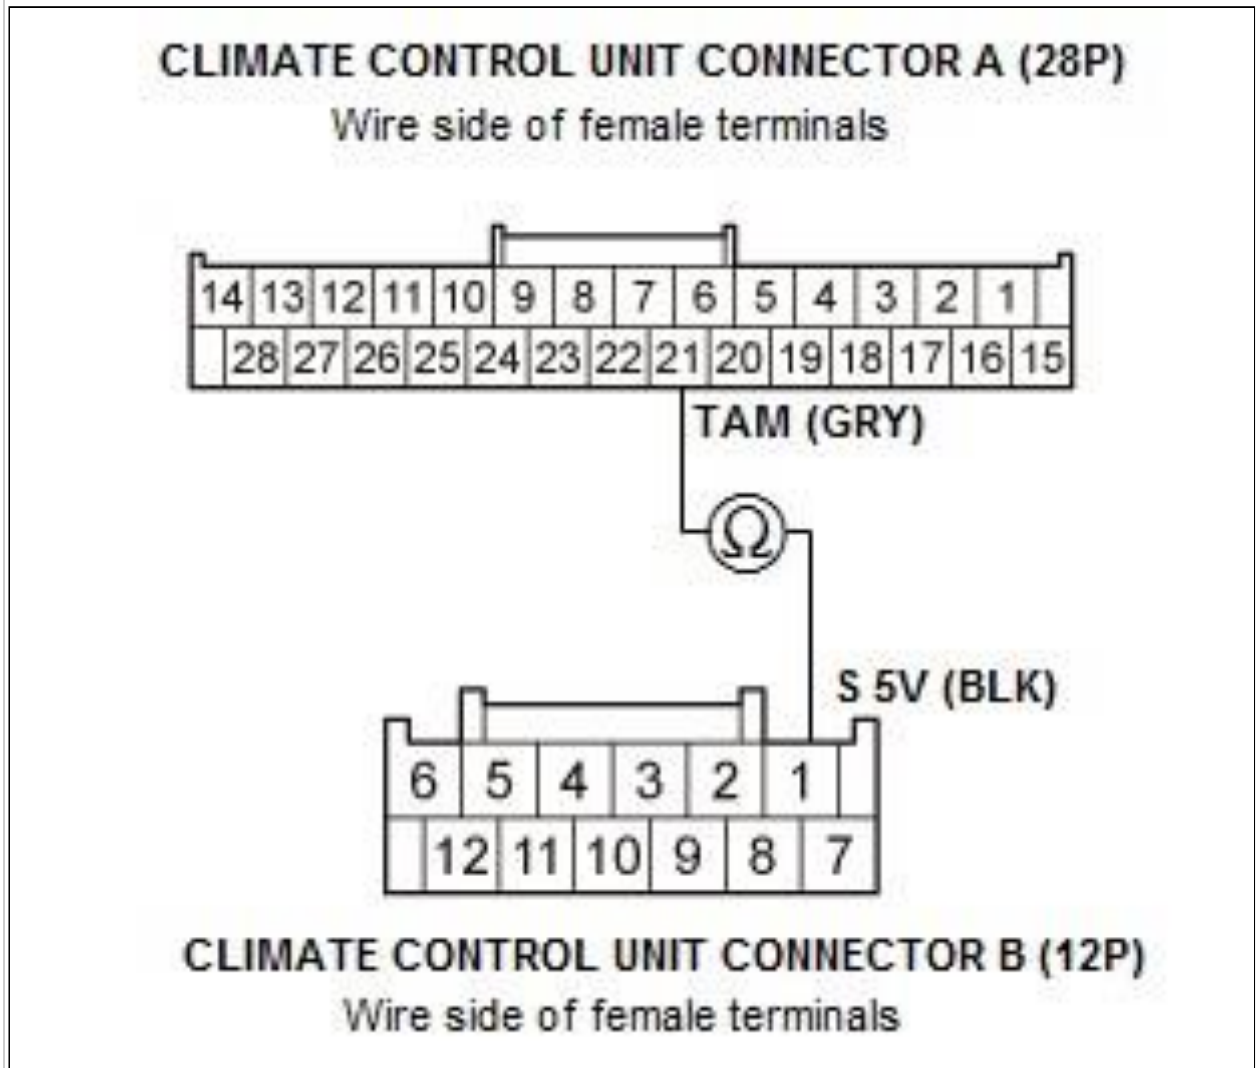 CLIMATE CONTROL UNIT CONNECTOR A (28P)
Wire side of female terminals
14 13 12 11 10 9 8 7 6 5 4 3 2 1
28 27 26 25 24 23 22 21 20 19 18 17 16 15
TAM (GRY)
Ω
S 5V (BLK)
6 5 4 3 2 1
12 11 10 9 8 7
CLIMATE CONTROL UNIT CONNECTOR B (12P)
Wire side of female terminals